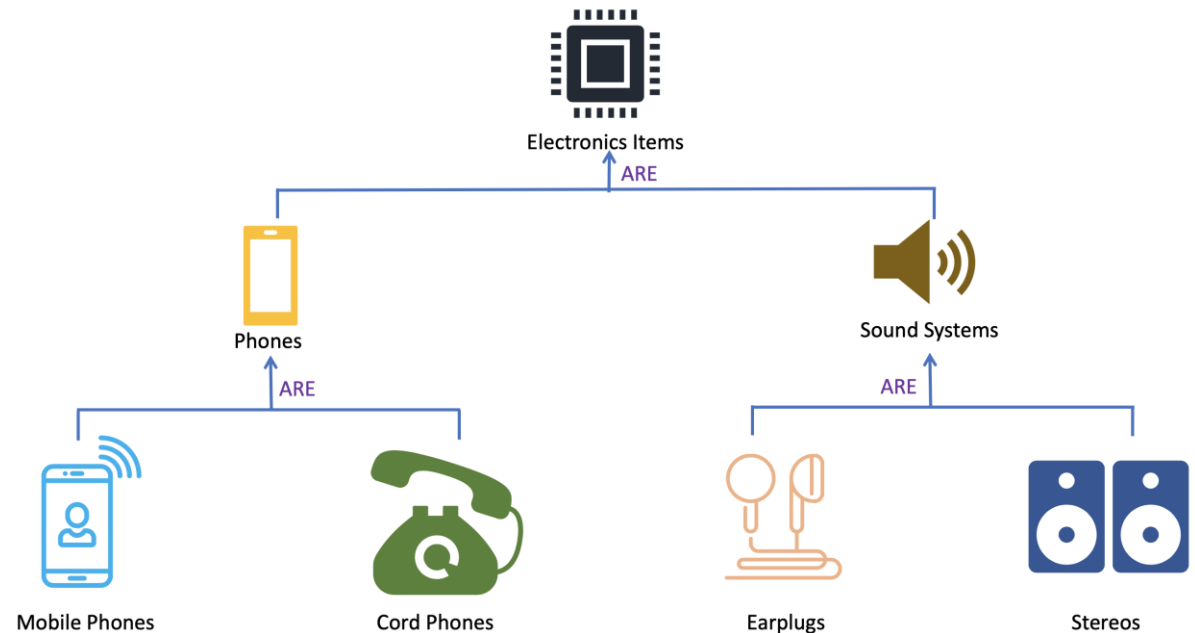 Electronics Items
ARE
Phones
Sound Systems
ARE
ARE
Mobile Phones
Cord Phones
Earplugs
Stereos